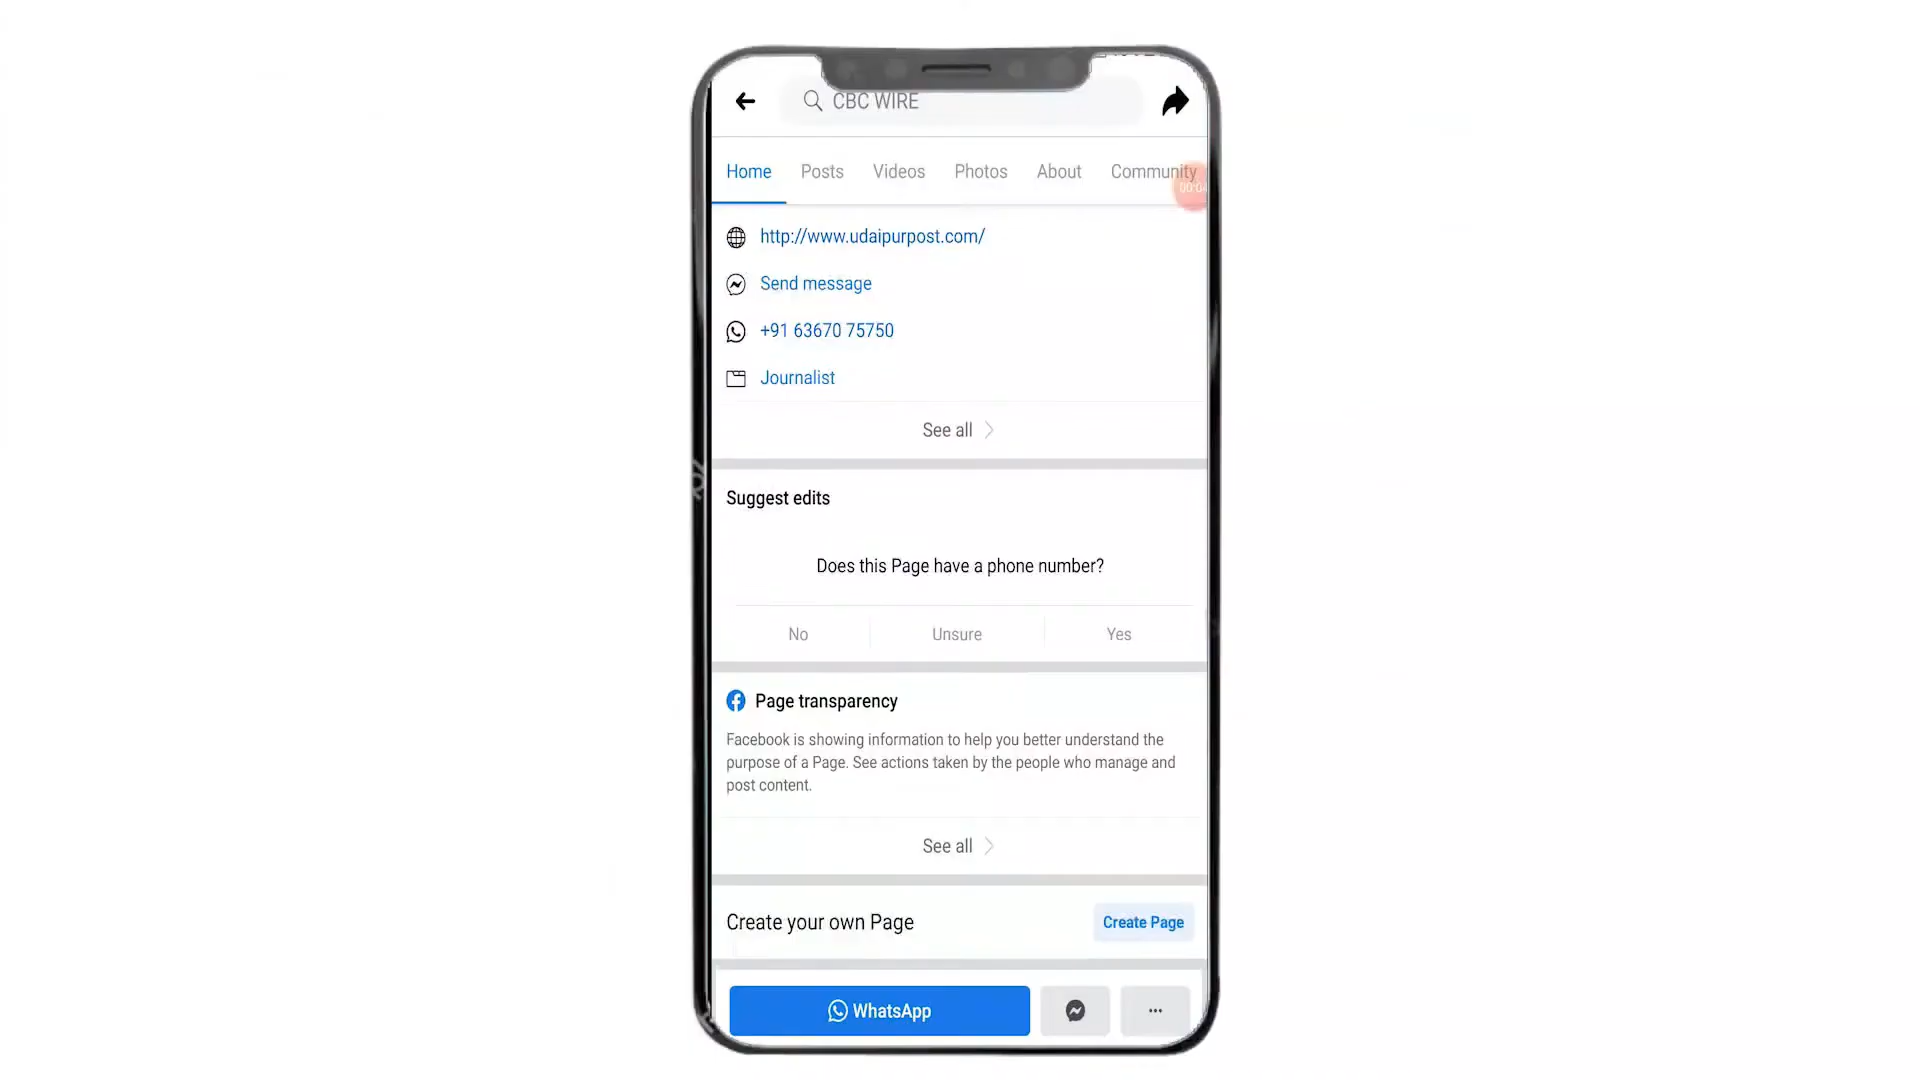 CBC WIRE
Home Posts Videos Photos About Community
00:04
http://www.udaipurpost.com/
Send message
+91 63670 75750
Journalist
See all
Suggest edits
Does this Page have a phone number?
No Unsure Yes
Page transparency
Facebook is showing information to help you better understand the
purpose of a Page. See actions taken by the people who manage and
post content.
See all
Create your own Page Create Page
WhatsApp